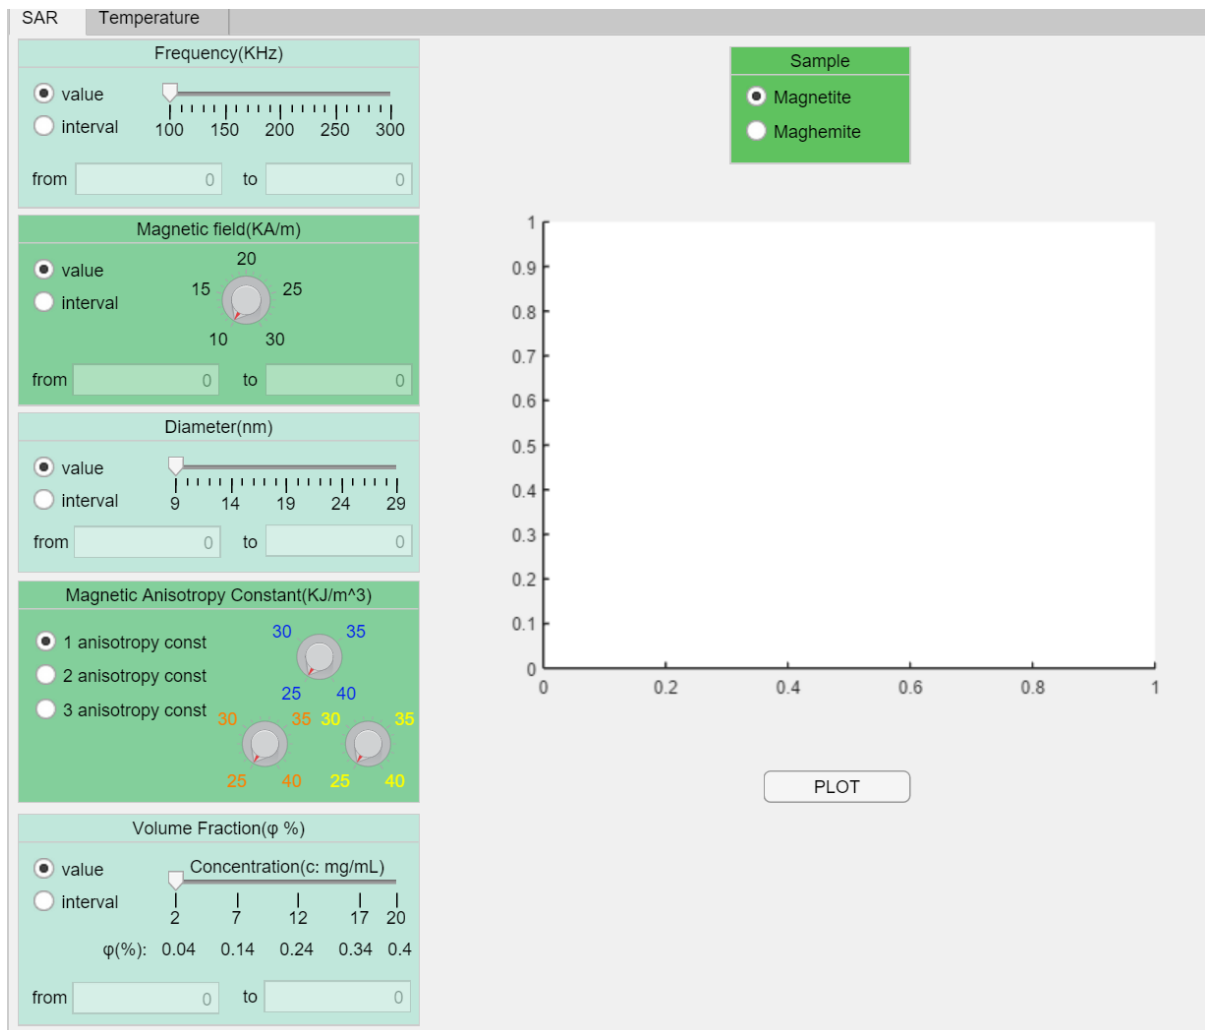 SAR Temperature
Frequency(KHz)
value
interval
100 150 200 250 300
from 0 to 0
Magnetic field(KA/m)
value
interval
20
15 25
10 30
from 0 to 0
Diameter(nm)
value
interval
9 14 19 24 29
from 0 to 0
Magnetic Anisotropy Constant(KJ/m^3)
1 anisotropy const
2 anisotropy const
3 anisotropy const
30 35
25 40
30 35 30 35
25 40 25 40
Volume Fraction(φ %)
value
interval
Concentration(c: mg/mL)
2 7 12 17 20
φ(%): 0.04 0.14 0.24 0.34 0.4
from 0 to 0
Sample
Magnetite
Maghemite
1
0.9
0.8
0.7
0.6
0.5
0.4
0.3
0.2
0.1
0
0 0.2 0.4 0.6 0.8 1
PLOT